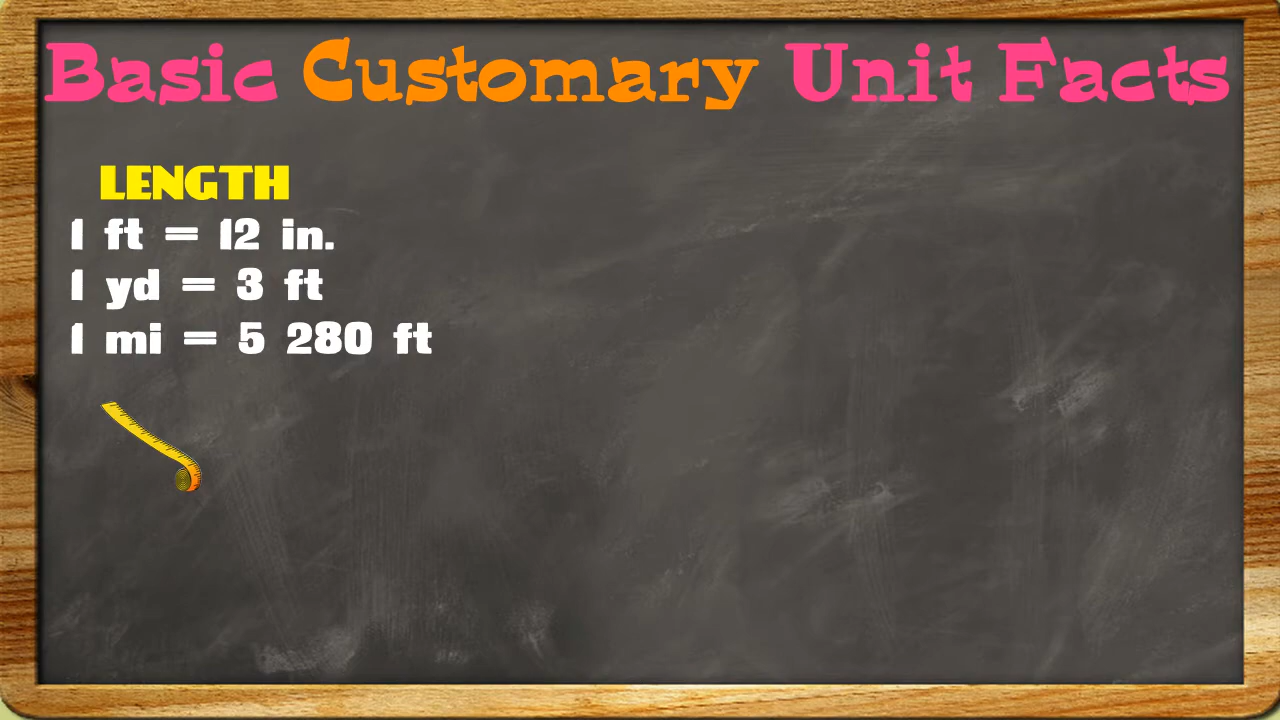 Basic Customary Unit Facts
LENGTH
1 ft = 12 in.
1 yd = 3 ft
1 mi = 5 280 ft